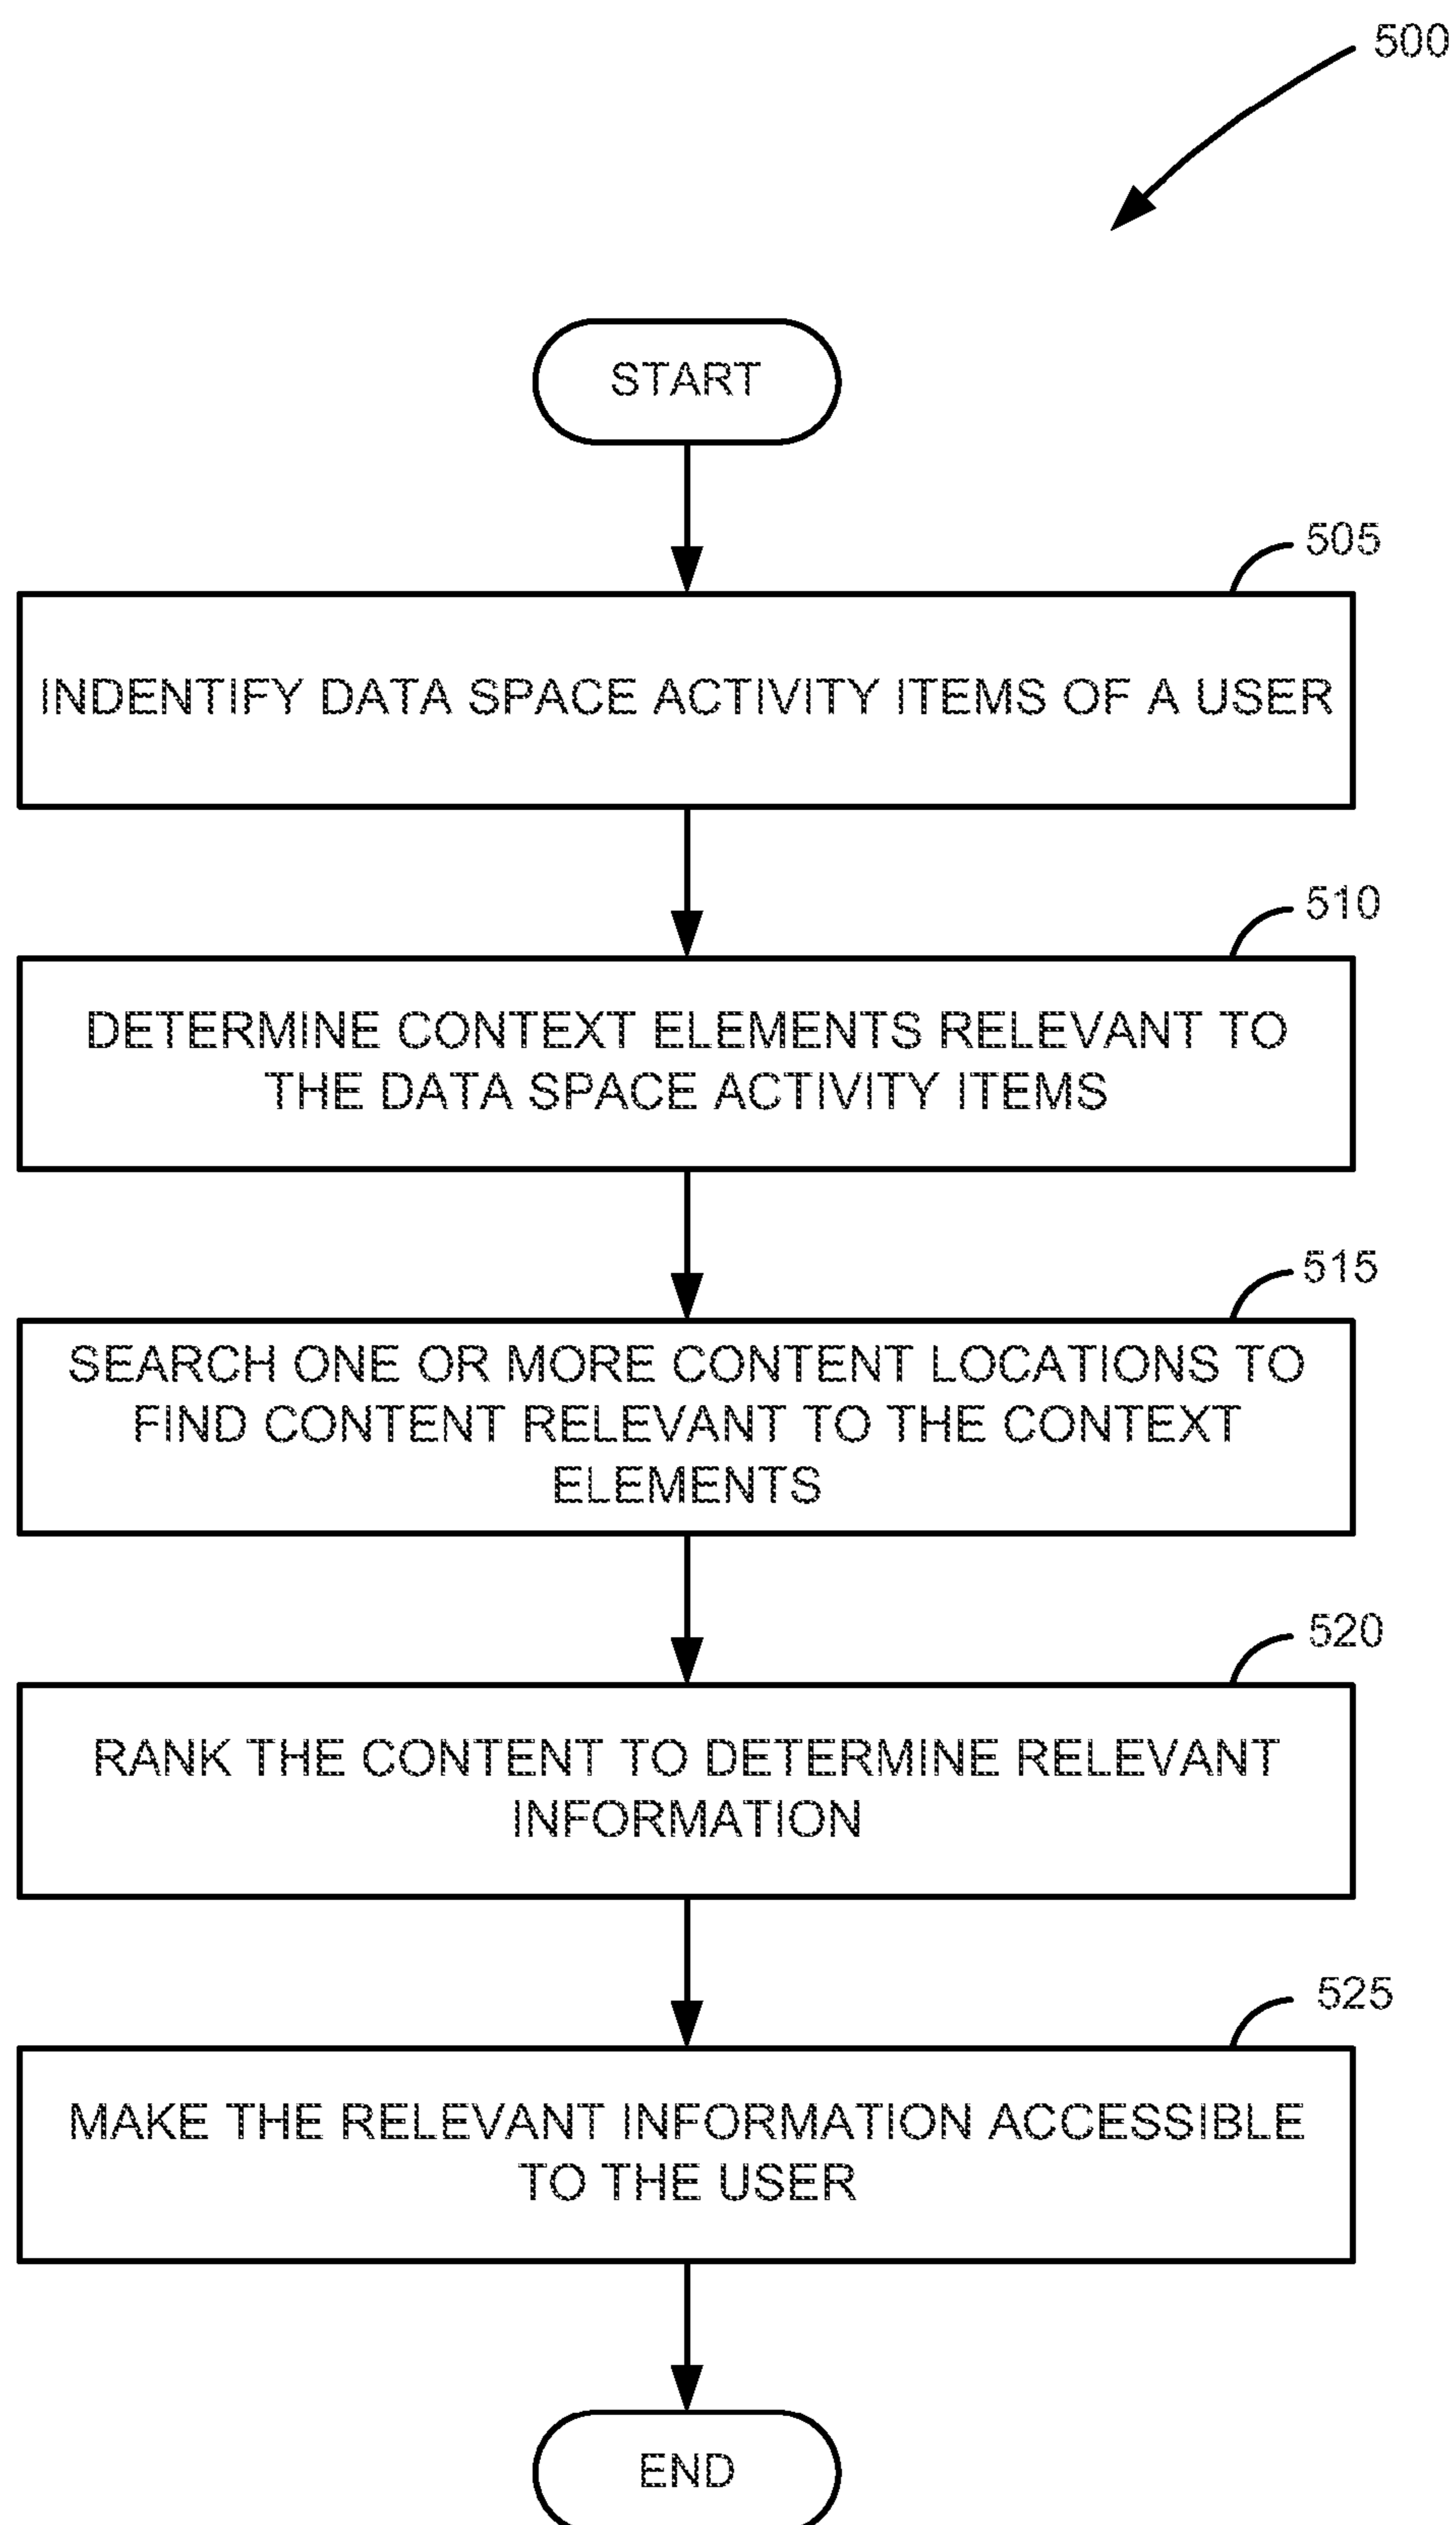 500
START
505
INDENTIFY DATA SPACE ACTIVITY ITEMS OF A USER
510
DETERMINE CONTEXT ELEMENTS RELEVANT TO
THE DATA SPACE ACTIVITY ITEMS
515
SEARCH ONE OR MORE CONTENT LOCATIONS TO
FIND CONTENT RELEVANT TO THE CONTEXT
ELEMENTS
520
RANK THE CONTENT TO DETERMINE RELEVANT
INFORMATION
525
MAKE THE RELEVANT INFORMATION ACCESSIBLE
TO THE USER
END